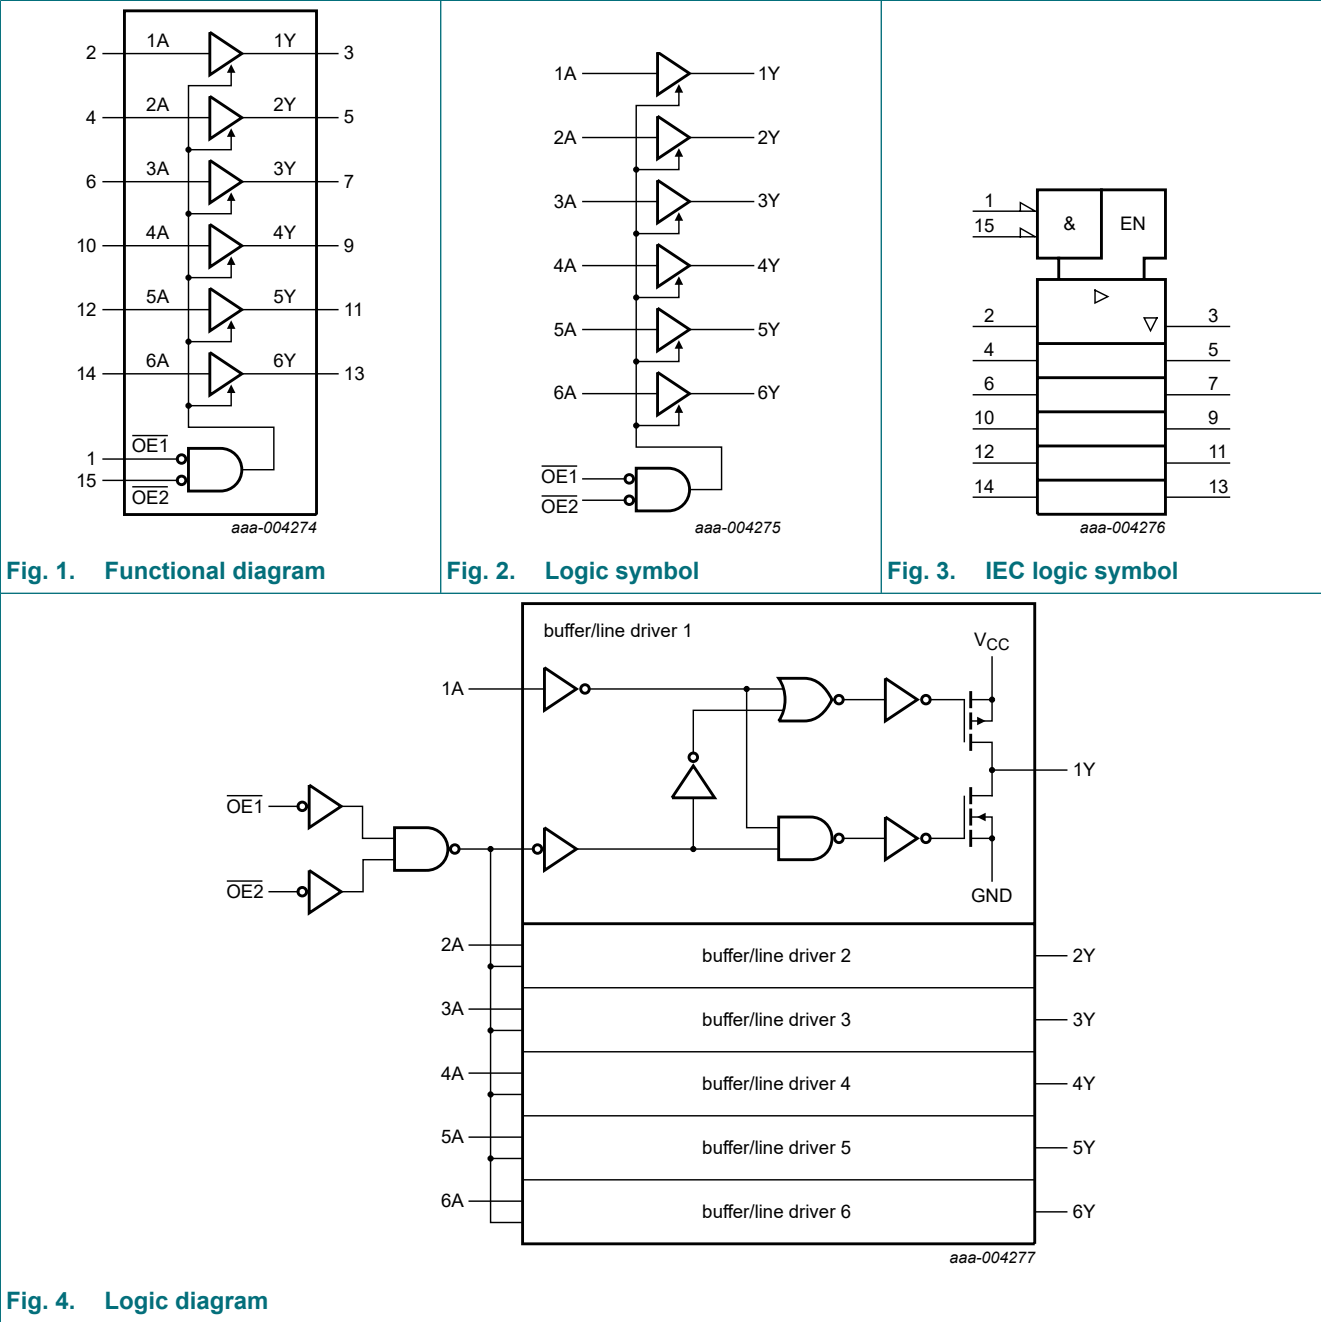 1A 1Y
2 3
2A 2Y
4 5
3A 3Y
6 7
4A 4Y
10 9
5A 5Y
12 11
6A 6Y
14 13
OE1
1
15
OE2
aaa-004274
Fig. 1. Functional diagram
1A 1Y
2A 2Y
3A 3Y
4A 4Y
5A 5Y
6A 6Y
OE1
OE2
aaa-004275
Fig. 2. Logic symbol
1
15
& EN
2 3
4 5
6 7
10 9
12 11
14 13
aaa-004276
Fig. 3. IEC logic symbol
buffer/line driver 1
VCC
1A
1Y
OE1
OE2
GND
2A
buffer/line driver 2 2Y
3A
buffer/line driver 3 3Y
4A
buffer/line driver 4 4Y
5A
buffer/line driver 5 5Y
6A
buffer/line driver 6 6Y
aaa-004277
Fig. 4. Logic diagram